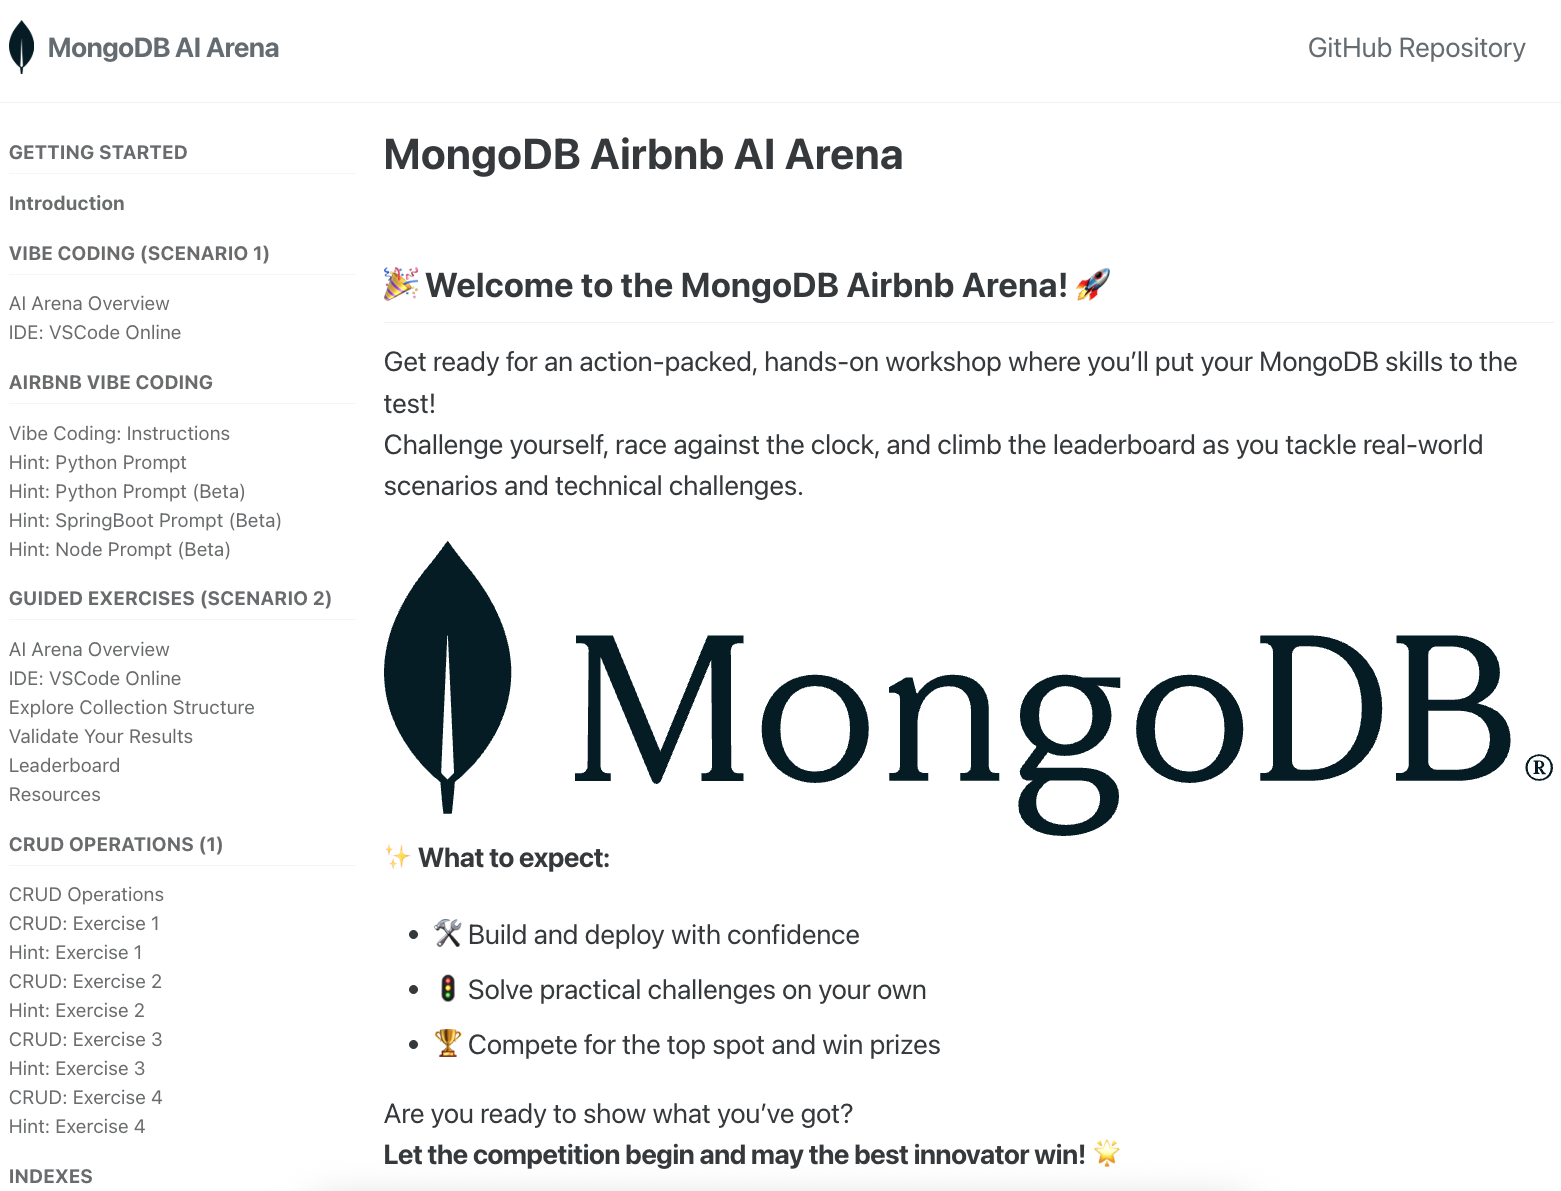 MongoDB AI Arena
GitHub Repository
GETTING STARTED
Introduction
VIBE CODING (SCENARIO 1)
AI Arena Overview
IDE: VSCode Online
AIRBNB VIBE CODING
Vibe Coding: Instructions
Hint: Python Prompt
Hint: Python Prompt (Beta)
Hint: SpringBoot Prompt (Beta)
Hint: Node Prompt (Beta)
GUIDED EXERCISES (SCENARIO 2)
AI Arena Overview
IDE: VSCode Online
Explore Collection Structure
Validate Your Results
Leaderboard
Resources
CRUD OPERATIONS (1)
CRUD Operations
CRUD: Exercise 1
Hint: Exercise 1
CRUD: Exercise 2
Hint: Exercise 2
CRUD: Exercise 3
Hint: Exercise 3
CRUD: Exercise 4
Hint: Exercise 4
INDEXES
MongoDB Airbnb AI Arena
🎉 Welcome to the MongoDB Airbnb Arena! 🚀
Get ready for an action-packed, hands-on workshop where you’ll put your MongoDB skills to the
test!
Challenge yourself, race against the clock, and climb the leaderboard as you tackle real-world
scenarios and technical challenges.
MongoDB®
✨ What to expect:
• 🛠️ Build and deploy with confidence
• 🚦 Solve practical challenges on your own
• 🏆 Compete for the top spot and win prizes
Are you ready to show what you’ve got?
Let the competition begin and may the best innovator win! 🌟